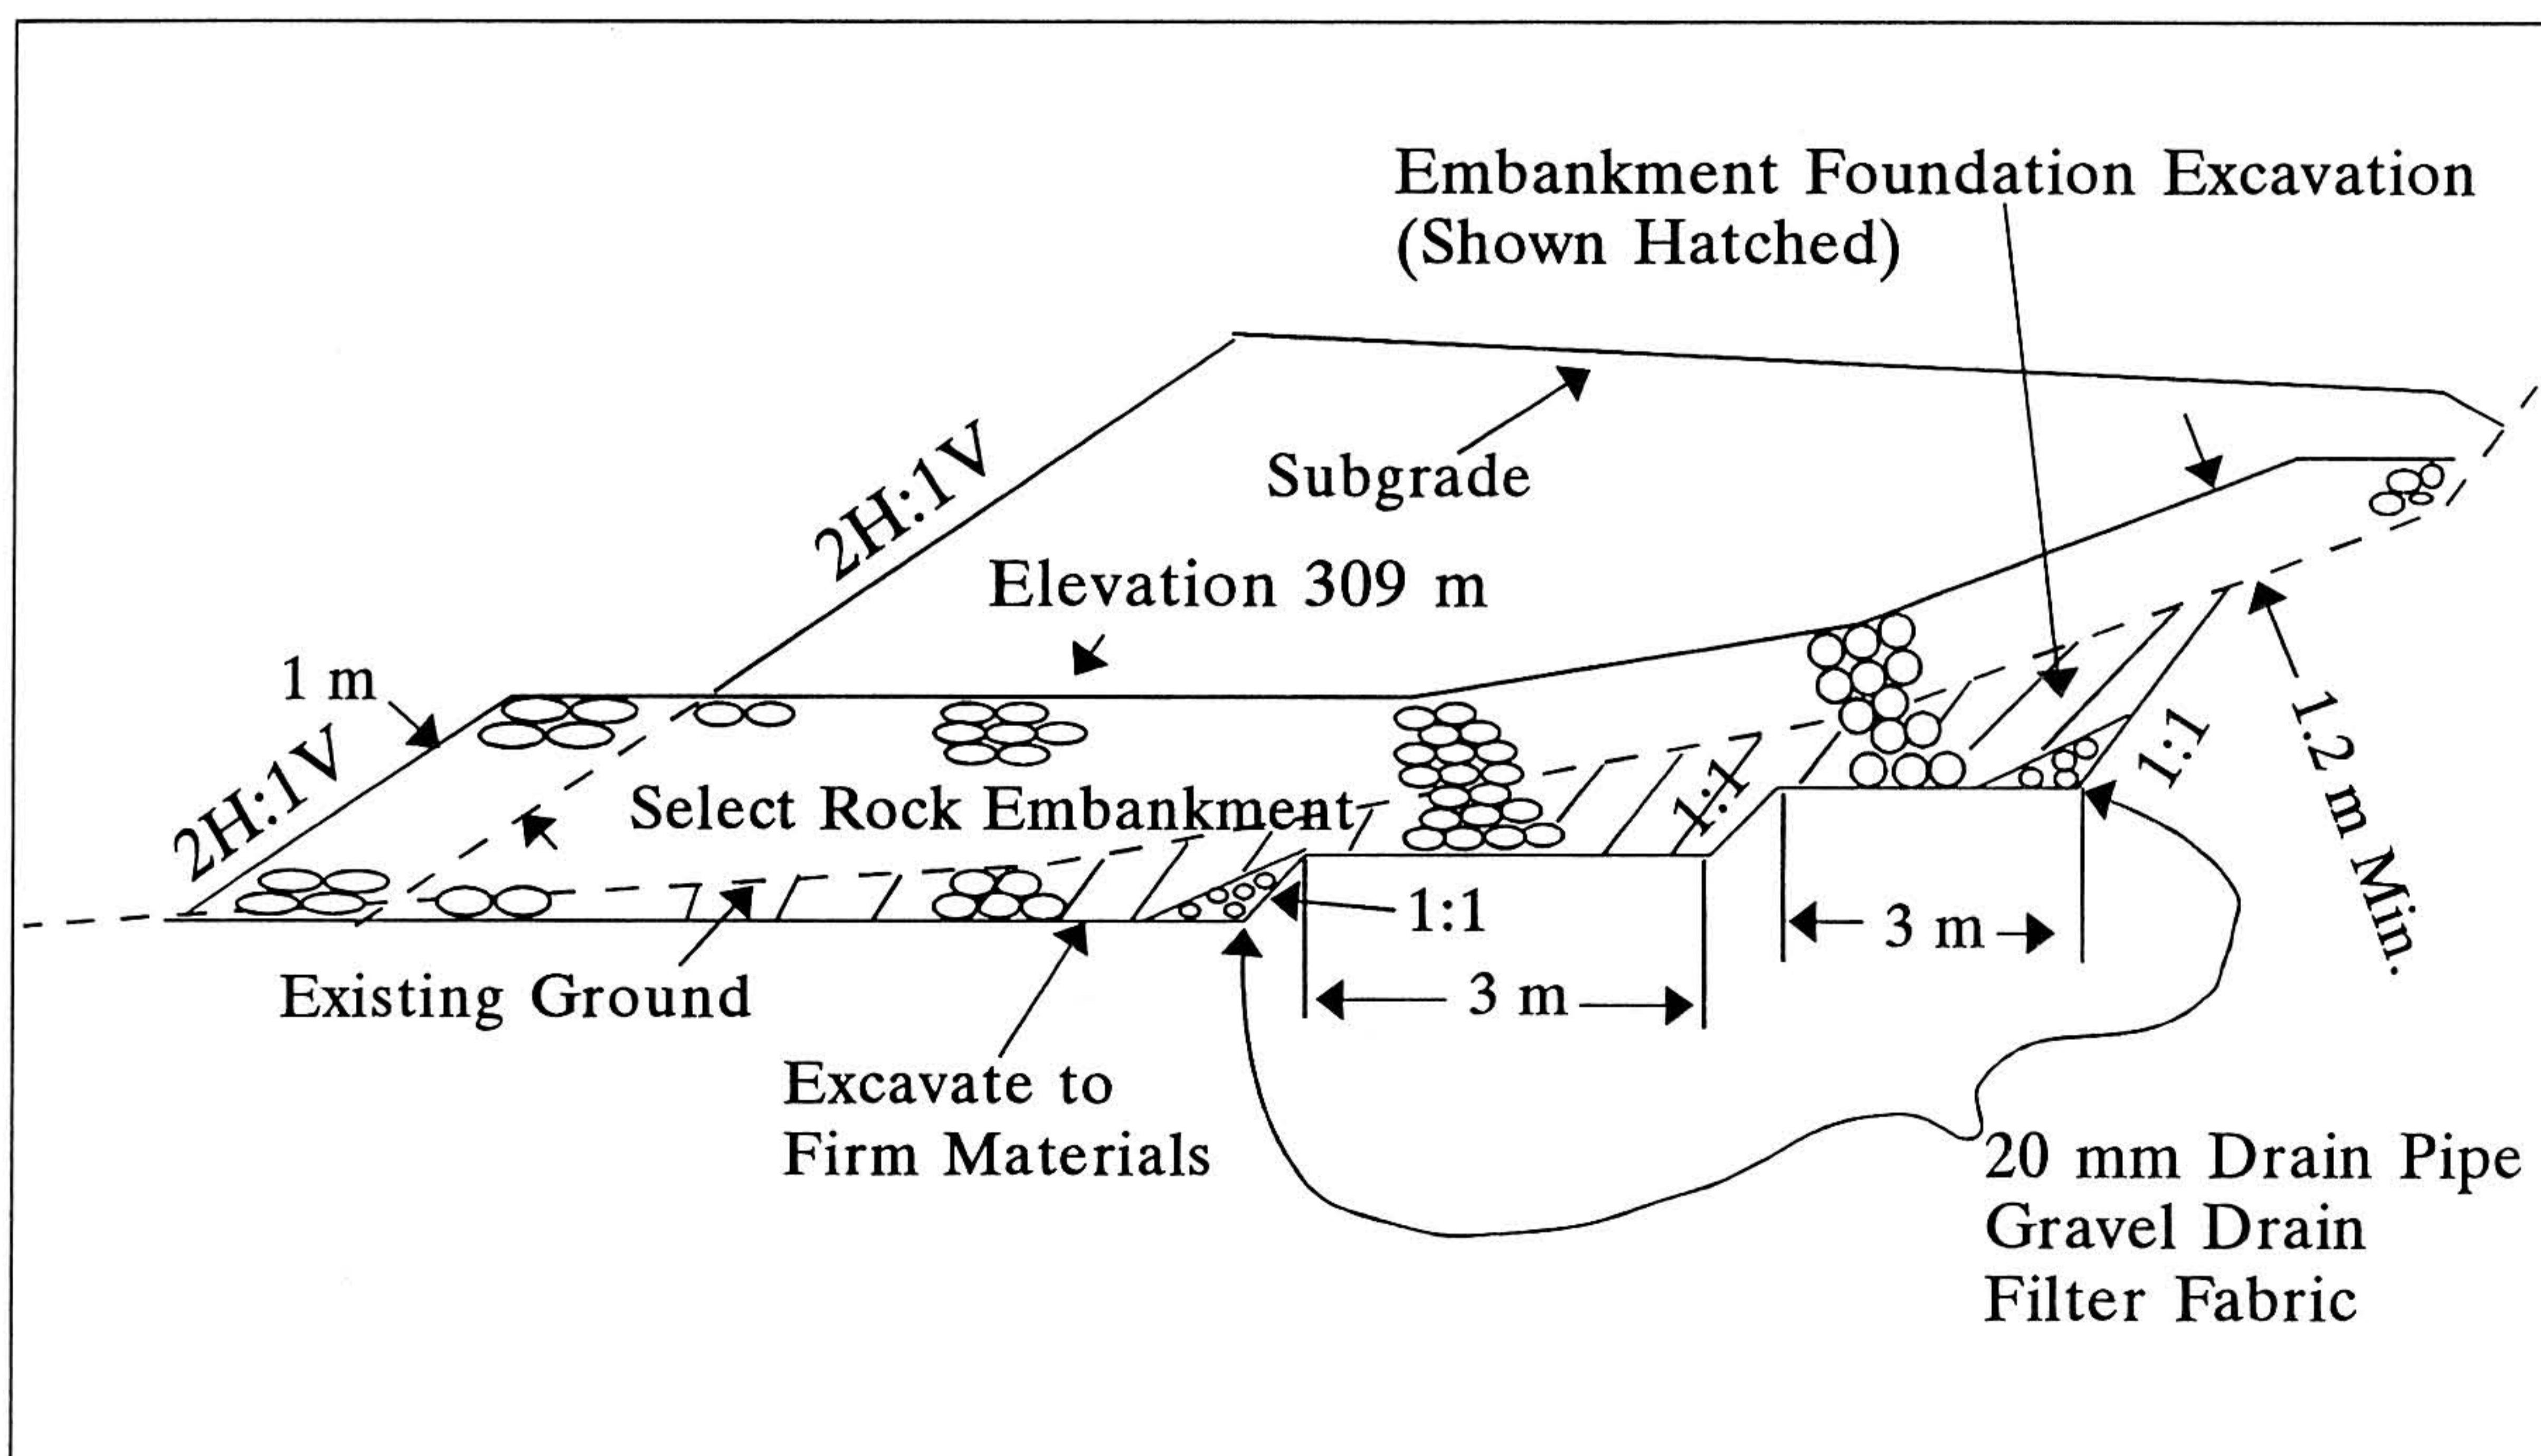 Embankment Foundation Excavation
(Shown Hatched)
2H:1V
Subgrade
Elevation 309 m
1 m
2H:1V
Select Rock Embankment
1:1
1:1
1.2 m Min.
1:1
3 m
3 m
Existing Ground
Excavate to
Firm Materials
20 mm Drain Pipe
Gravel Drain
Filter Fabric